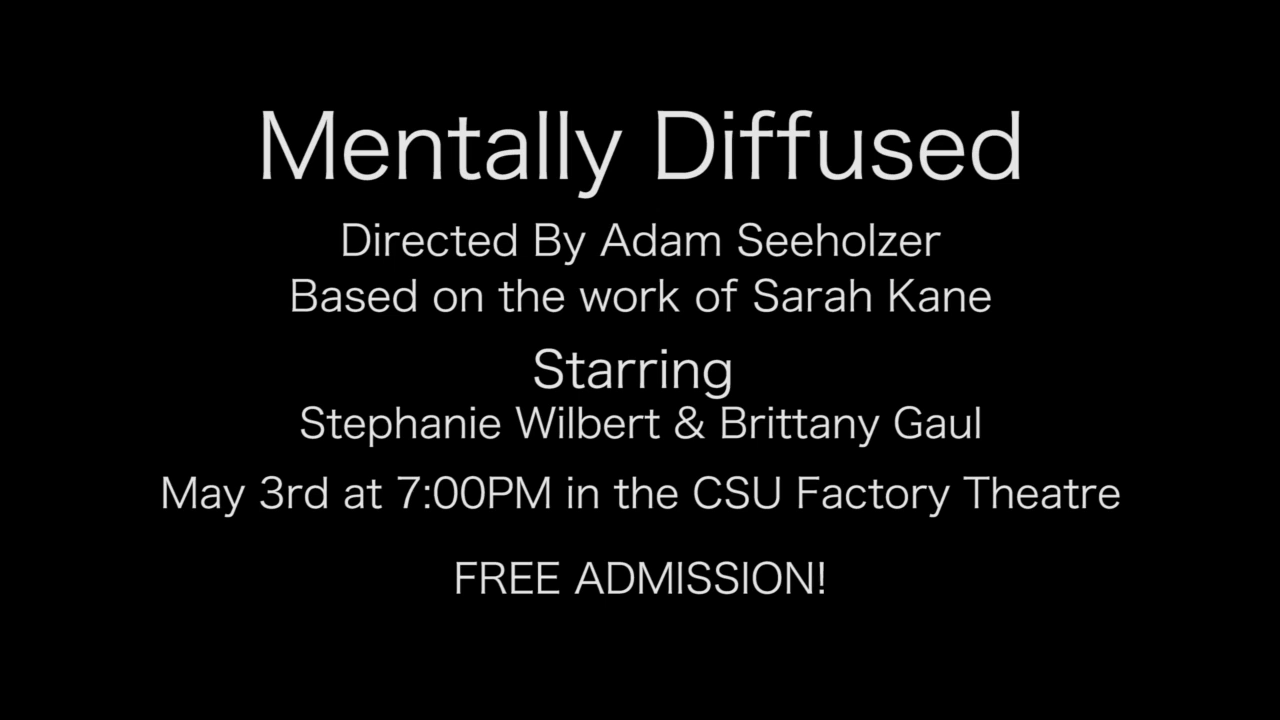 Mentally Diffused
Directed By Adam Seeholzer
Based on the work of Sarah Kane
Starring
Stephanie Wilbert & Brittany Gaul
May 3rd at 7:00PM in the CSU Factory Theatre
FREE ADMISSION!